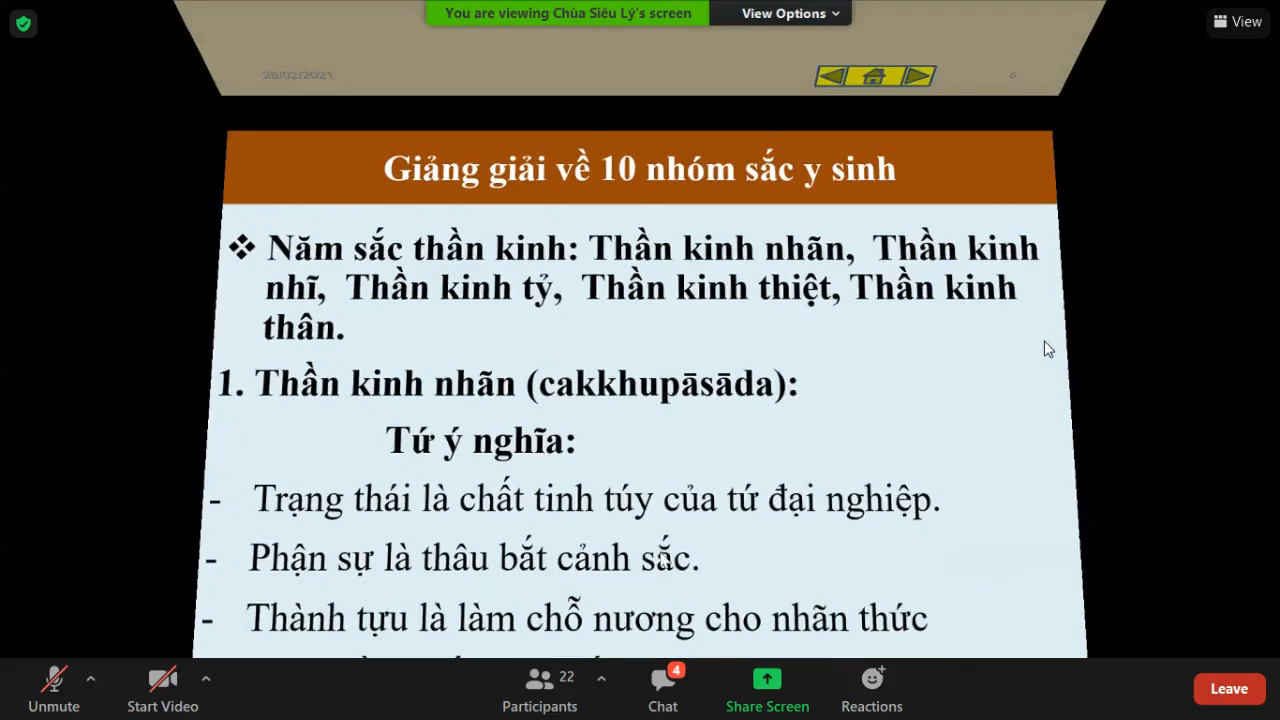 You are viewing Chùa Siêu Lý's screen
View Options
View
28/02/2021
6
Giảng giải về 10 nhóm sắc y sinh
❖ Năm sắc thần kinh: Thần kinh nhãn, Thần kinh
nhĩ, Thần kinh tỷ, Thần kinh thiệt, Thần kinh
thân.
1. Thần kinh nhãn (cakkhupāsāda):
Tứ ý nghĩa:
- Trạng thái là chất tinh túy của tứ đại nghiệp.
- Phận sự là thâu bắt cảnh sắc.
- Thành tựu là làm chỗ nương cho nhãn thức
Unmute
Start Video
22
Participants
4
Chat
Share Screen
Reactions
Leave